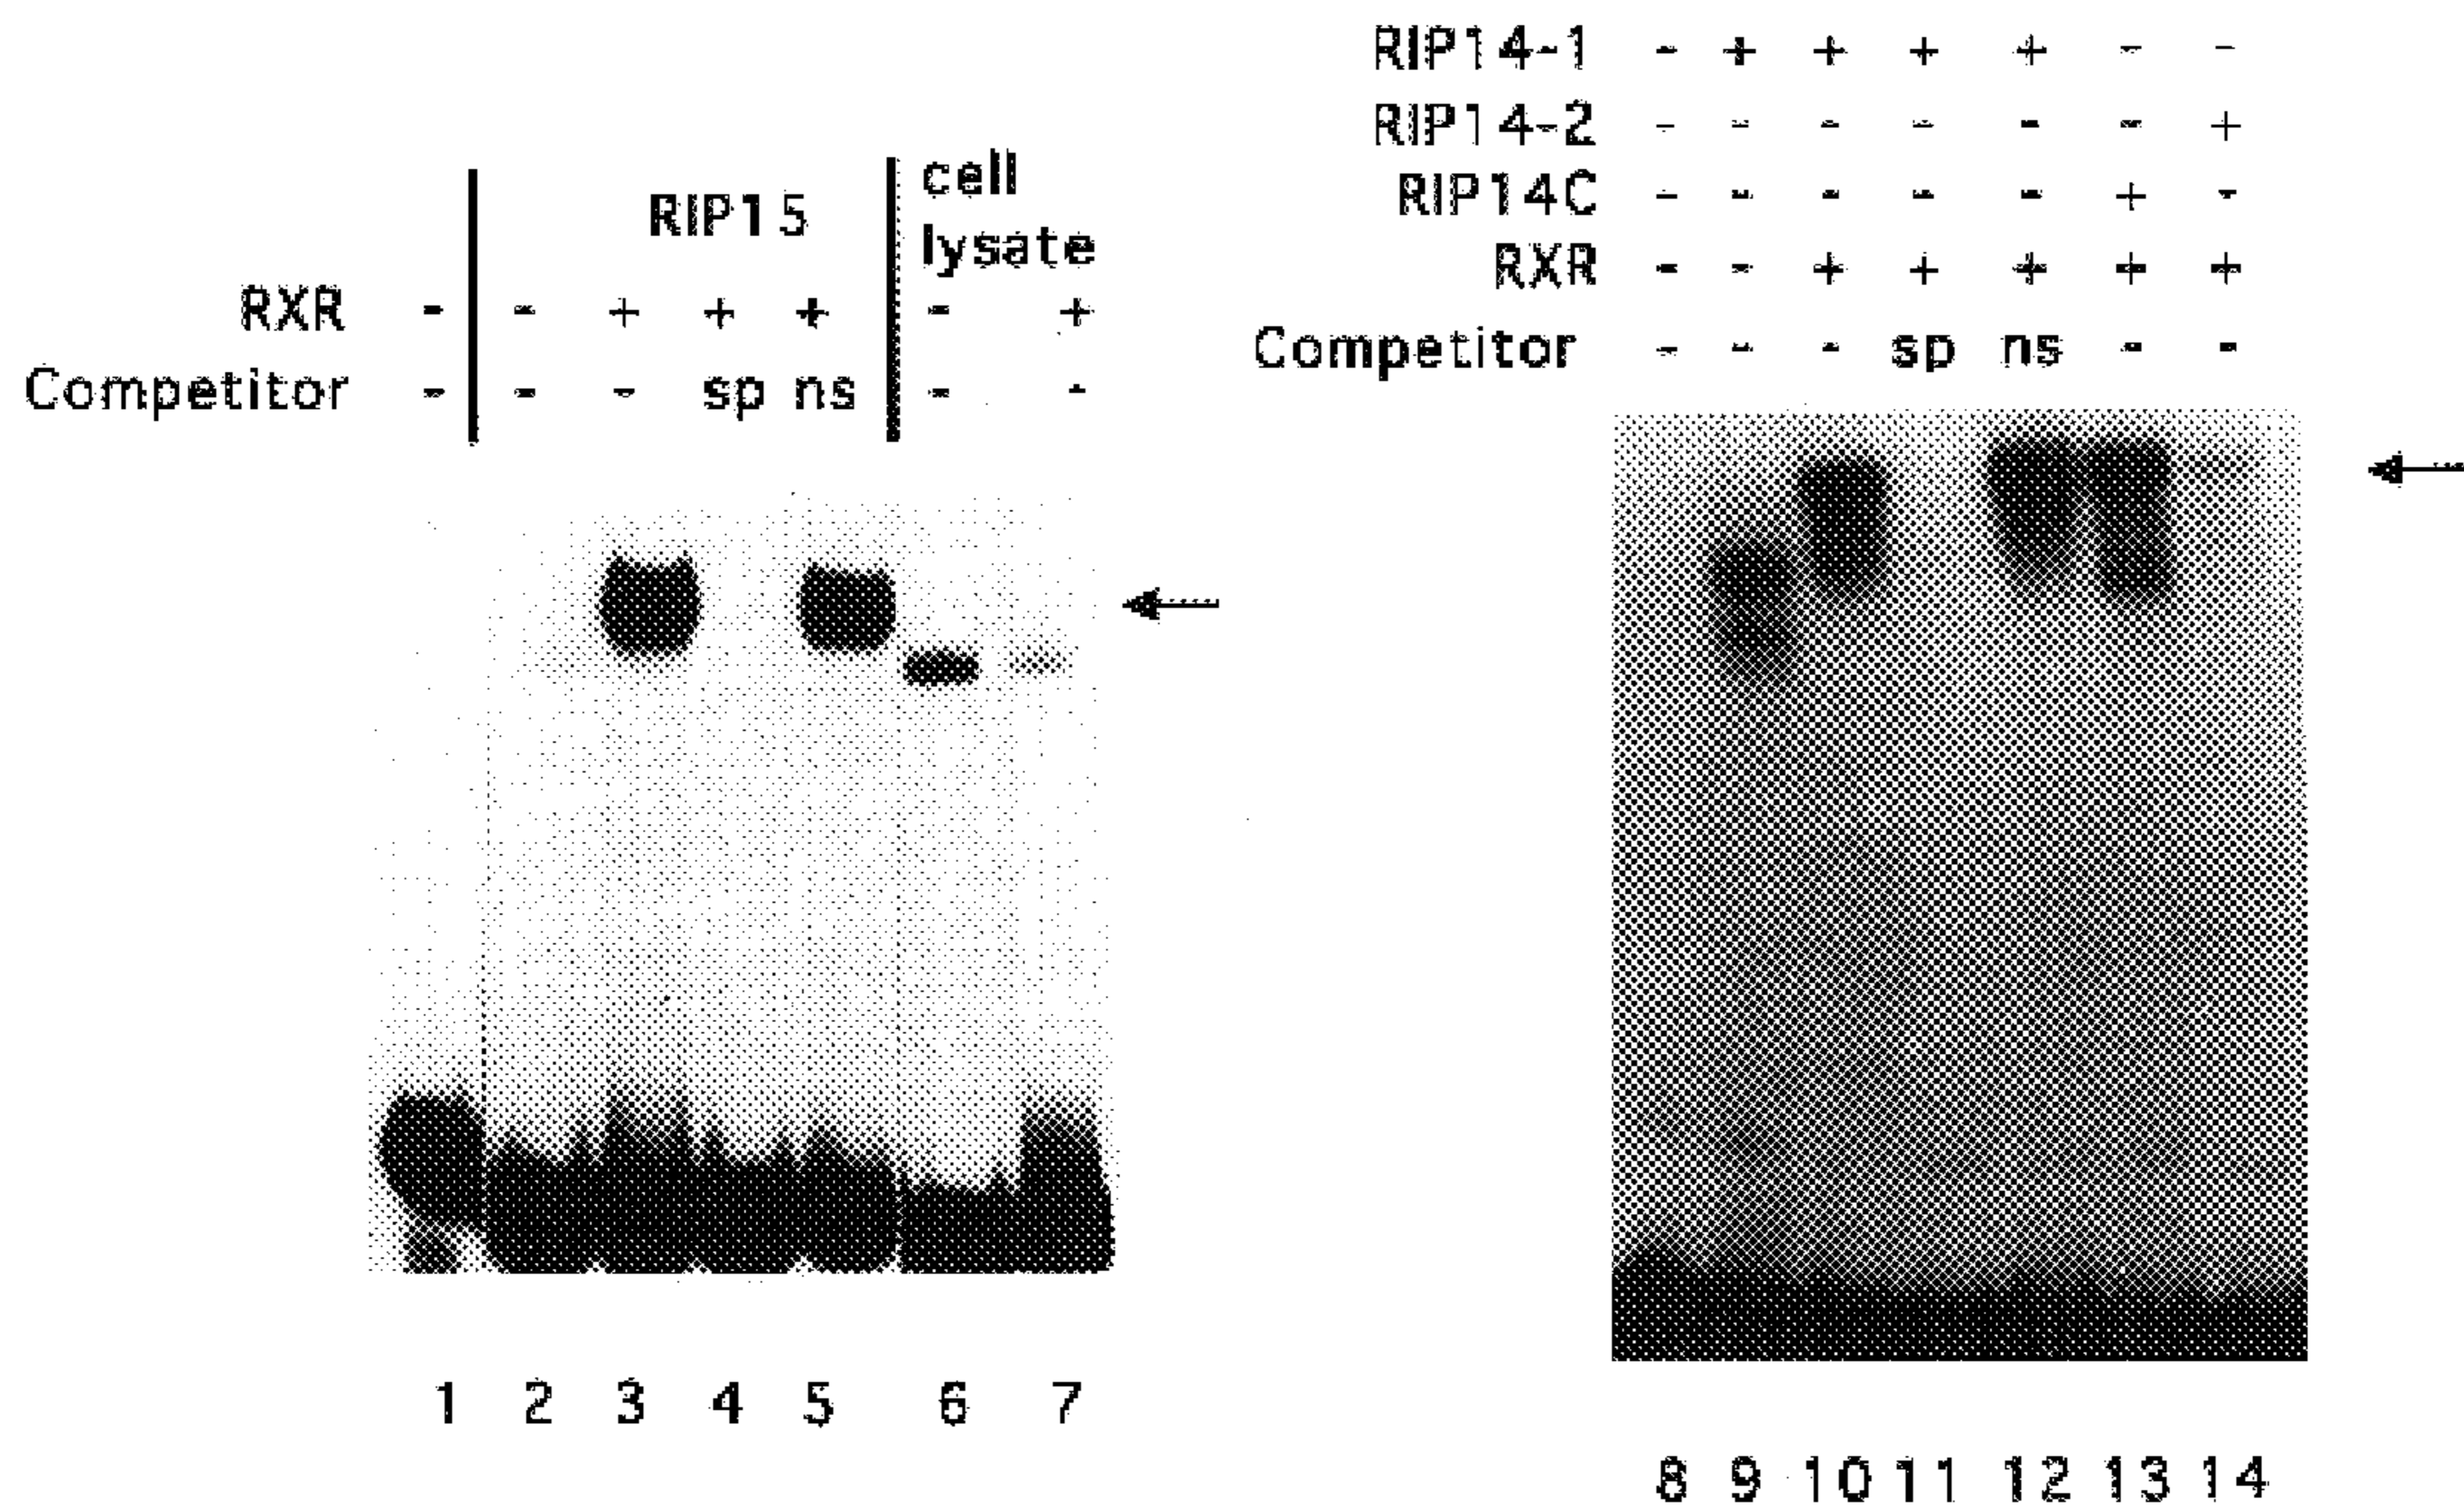 RIP15
cell
lysate
RXR - - + + + - +
Competitor - - - sp ns - -
1 2 3 4 5 6 7
RIP14-1 - + + + + - -
RIP14-2 - - - - - - +
RIP14C - - - - - + -
RXR - - + + + + +
Competitor - - - sp ns - -
8 9 10 11 12 13 14